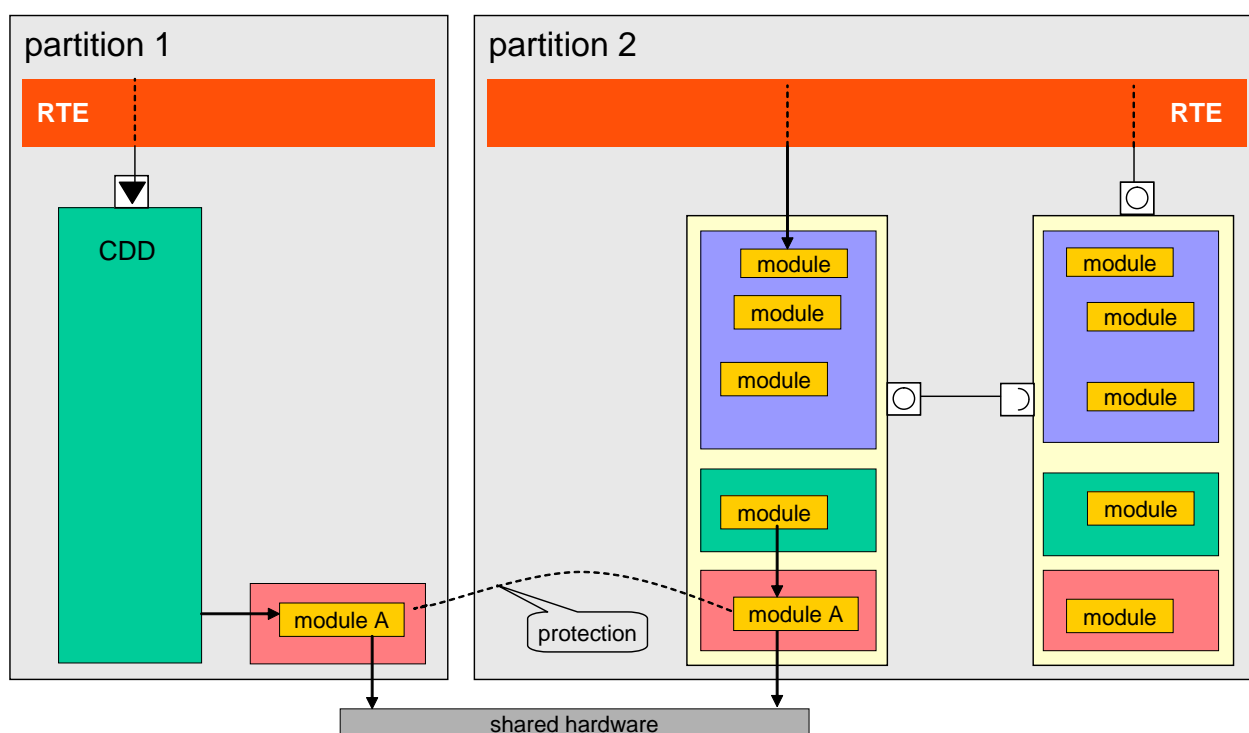 partition 1
partition 2
RTE
RTE
CDD
module
module
module
module
module
module
module
module
module A
module A
module
protection
shared hardware